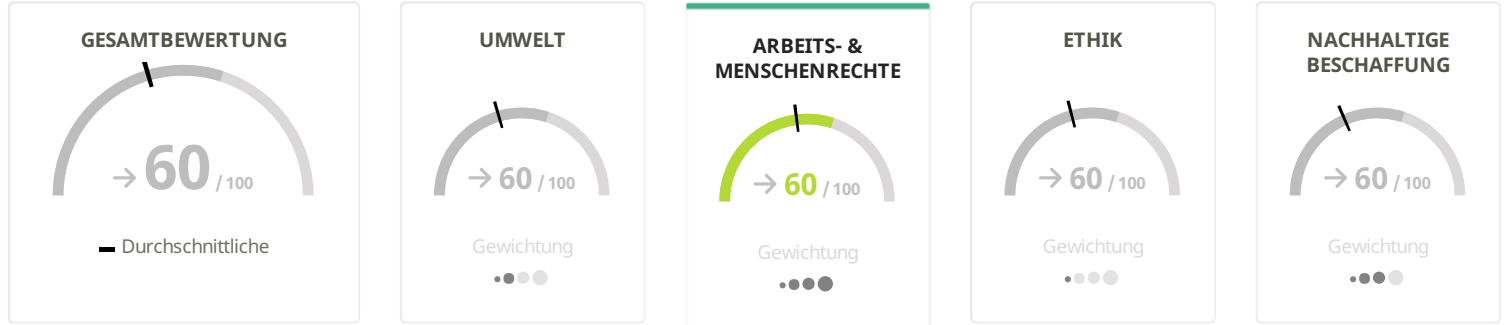 GESAMTBEWERTUNG
→ 60 / 100
Durchschnittliche
UMWELT
→ 60 / 100
Gewichtung
ARBEITS- &
MENSCHENRECHTE
→ 60 / 100
Gewichtung
ETHIK
→ 60 / 100
Gewichtung
NACHHALTIGE
BESCHAFFUNG
→ 60 / 100
Gewichtung